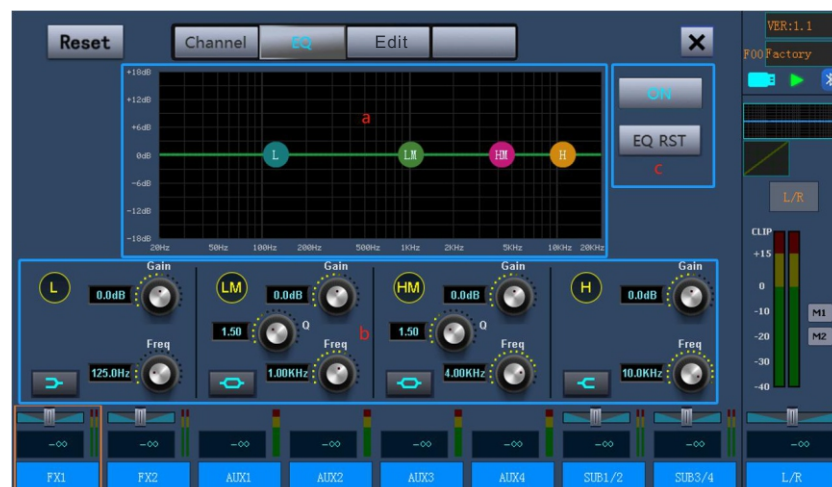 Reset Channel EQ Edit X
VER:1.1
F00 Factory
+18dB
+12dB
+6dB
0dB
-6dB
-12dB
-18dB
a
L LM HM H
20Hz 50Hz 100Hz 200Hz 500Hz 1KHz 2KHz 5KHz 10KHz 20KHz
ON
EQ RST
c
L/R
CLIP
+15
0
-10
-20
-30
-40
M1
M2
L Gain 0.0dB
Freq 125.0Hz
LM Gain 0.0dB
1.50 Q
Freq 1.00KHz
HM Gain 0.0dB
1.50 Q
Freq 4.00KHz
H Gain 0.0dB
Freq 10.0KHz
b
-∞ -∞ -∞ -∞ -∞ -∞ -∞ -∞ -∞
FX1 FX2 AUX1 AUX2 AUX3 AUX4 SUB1/2 SUB3/4 L/R